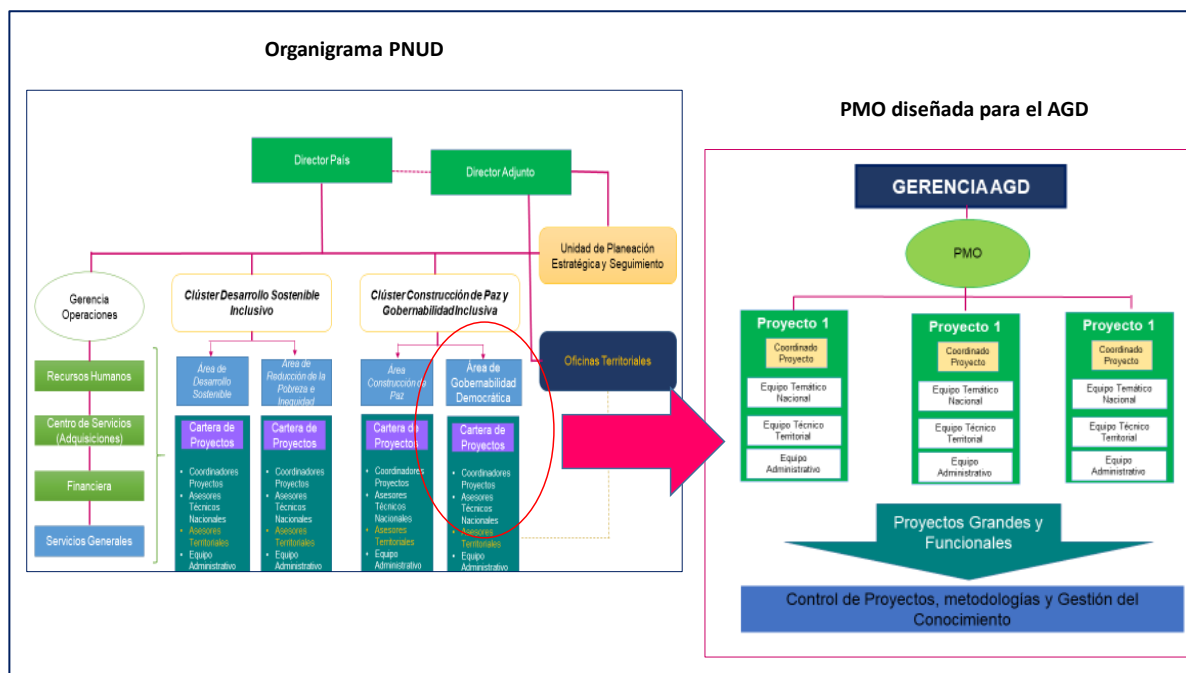 Organigrama PNUD
Director País
Director Adjunto
Unidad de Planeación
Estratégica y Seguimiento
Gerencia
Operaciones
Clúster Desarrollo Sostenible
Inclusivo
Clúster Construcción de Paz y
Gobernabilidad Inclusiva
Oficinas Territoriales
Recursos Humanos
Centro de Servicios
(Adquisiciones)
Financiera
Servicios Generales
Área de
Desarrollo
Sostenible
Área de
Reducción de la
Pobreza e
Inequidad
Área
Construcción de
Paz
Área de
Gobernabilidad
Democrática
Cartera de
Proyectos
• Coordinadores
Proyectos
• Asesores
Técnicos
Nacionales
• Asesores
Territoriales
• Equipo
Administrativo
Cartera de
Proyectos
• Coordinadores
Proyectos
• Asesores
Técnicos
Nacionales
• Asesores
Territoriales
• Equipo
Administrativo
Cartera de
Proyectos
• Coordinadores
Proyectos
• Asesores
Técnicos
Nacionales
• Asesores
Territoriales
• Equipo
Administrativo
Cartera de
Proyectos
• Coordinadores
Proyectos
• Asesores
Técnicos
Nacionales
• Asesores
Territoriales
• Equipo
Administrativo
PMO diseñada para el AGD
GERENCIA AGD
PMO
Proyecto 1
Coordinado
Proyecto
Equipo Temático
Nacional
Equipo Técnico
Territorial
Equipo
Administrativo
Proyecto 1
Coordinado
Proyecto
Equipo Temático
Nacional
Equipo Técnico
Territorial
Equipo
Administrativo
Proyecto 1
Coordinado
Proyecto
Equipo Temático
Nacional
Equipo Técnico
Territorial
Equipo
Administrativo
Proyectos Grandes y
Funcionales
Control de Proyectos, metodologías y Gestión del
Conocimiento